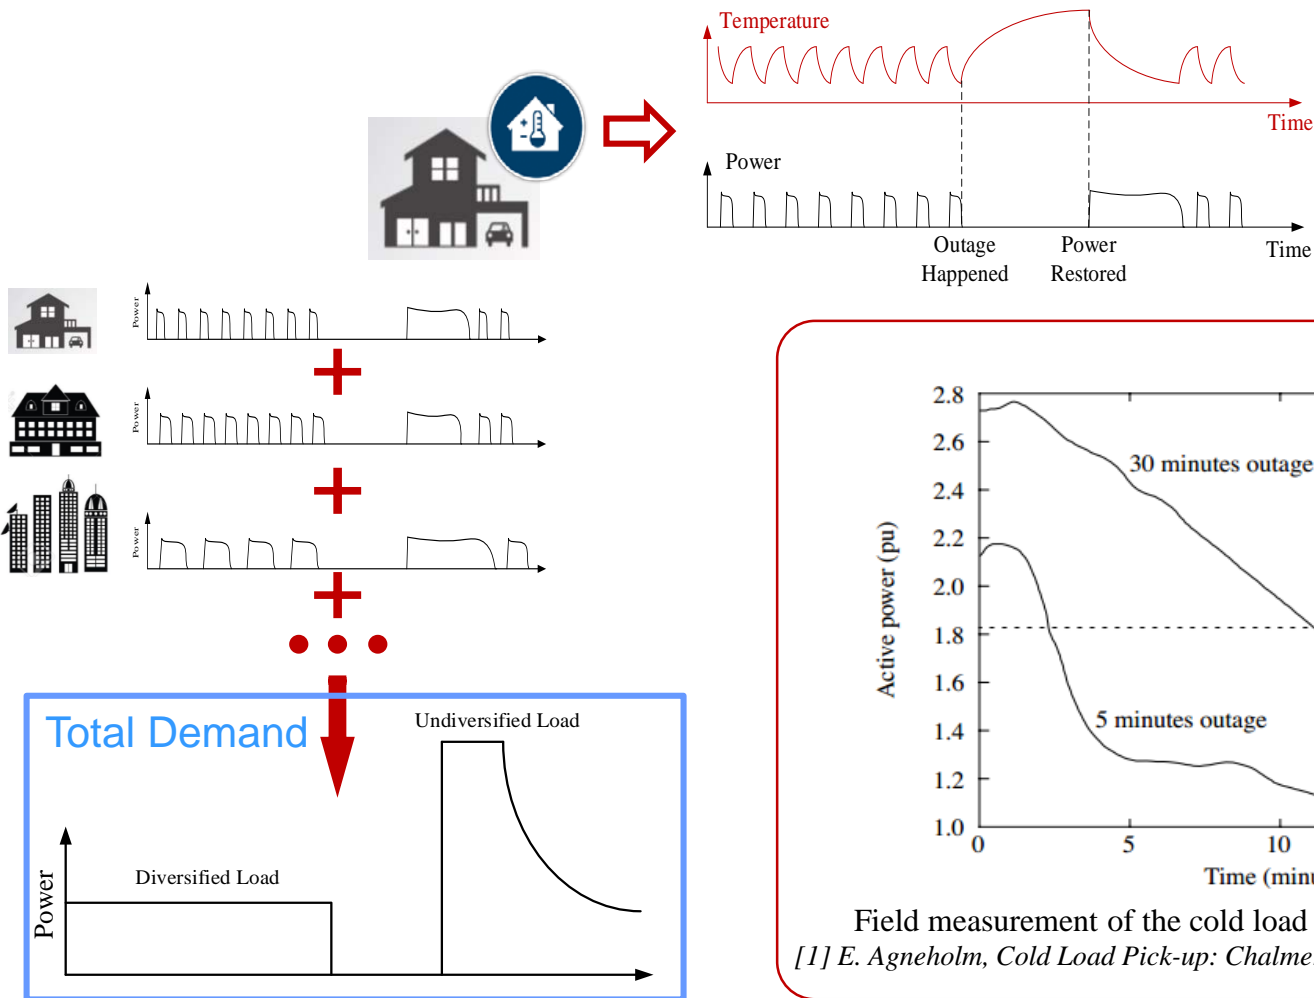 Temperature
Time
Power
Time
Outage
Happened
Power
Restored
Power
Power
Power
Total Demand
Undiversified Load
Diversified Load
Power
2.8
2.6
2.4
2.2
2.0
1.8
1.6
1.4
1.2
1.0
0
5
10
30 minutes outage
5 minutes outage
Active power (pu)
Time (minu
Field measurement of the cold load
[1] E. Agneholm, Cold Load Pick-up: Chalme